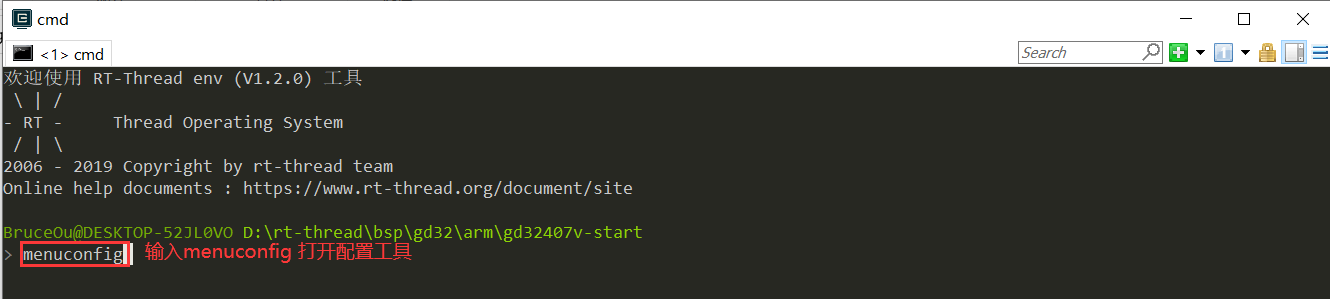 cmd
<1> cmd
Search
欢迎使用 RT-Thread env (V1.2.0) 工具
 \ | /
- RT -     Thread Operating System
 / | \
2006 - 2019 Copyright by rt-thread team
Online help documents : https://www.rt-thread.org/document/site
BruceOu@DESKTOP-52JL0VO D:\rt-thread\bsp\gd32\arm\gd32407v-start
> menuconfig 输入menuconfig 打开配置工具